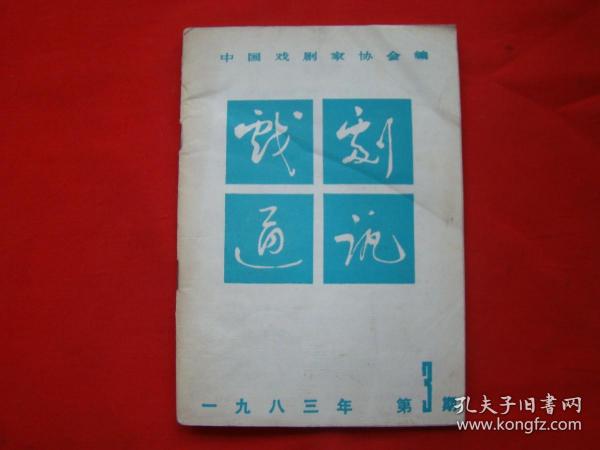 中国戏剧家协会编
戏剧
通讯
一九八三年 第3期
孔夫子旧书网
www.kongfz.com